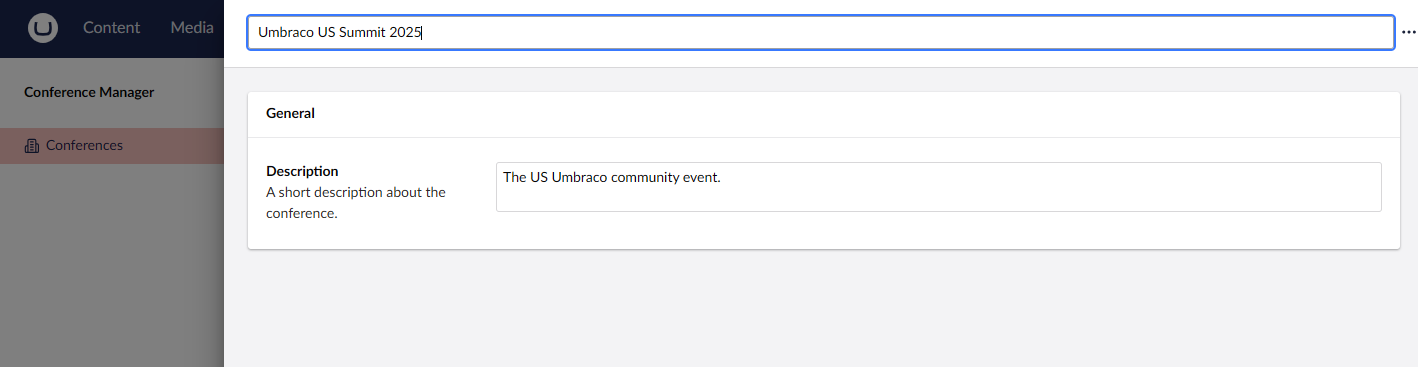 Content Media
Umbraco US Summit 2025
Conference Manager
Conferences
General
Description
A short description about the
conference.
The US Umbraco community event.